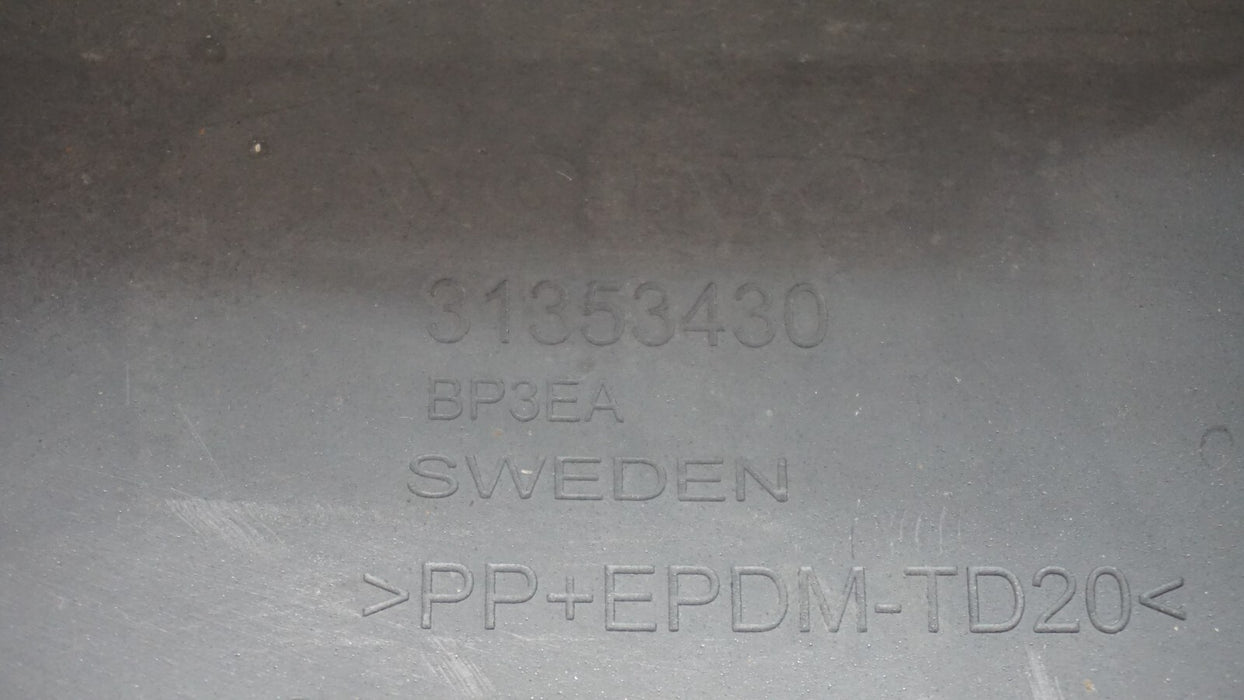 31353430
BP3EA
SWEDEN
>PP+EPDM-TD20<